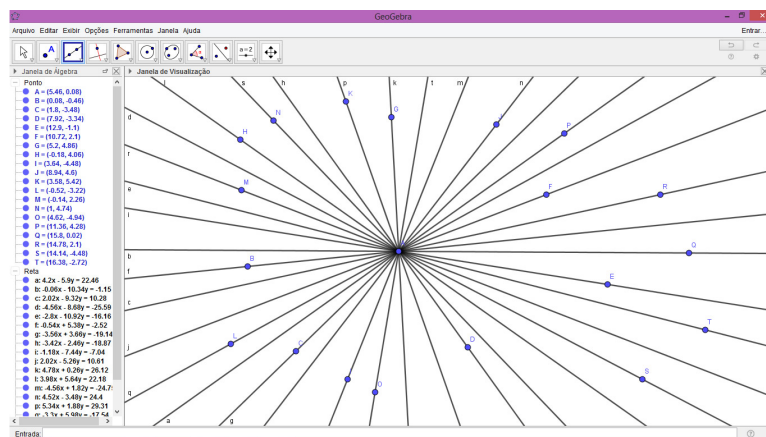 GeoGebra
Arquivo Editar Exibir Opções Ferramentas Janela Ajuda
Entrar...
A
a=2
Janela de Álgebra
Janela de Visualização
Ponto
A = (5.46, 0.08)
B = (0.08, -0.46)
C = (1.8, -3.48)
D = (7.92, -3.34)
E = (12.9, -1.1)
F = (10.72, 2.1)
G = (5.2, 4.86)
H = (-0.18, 4.06)
I = (3.64, -4.48)
J = (8.94, 4.6)
K = (3.58, 5.42)
L = (-0.52, -3.22)
M = (-0.14, 2.26)
N = (1, 4.74)
O = (4.62, -4.94)
P = (11.36, 4.28)
Q = (15.8, 0.02)
R = (14.78, 2.1)
S = (14.14, -4.48)
T = (16.38, -2.72)
Reta
a: 4.2x - 5.9y = 22.46
b: -0.06x - 10.34y = -1.15
c: 2.02x - 9.32y = 10.28
d: -4.56x - 8.68y = -25.59
e: -2.8x - 10.92y = -16.16
f: -0.54x + 5.38y = -2.52
g: -3.56x + 3.66y = -19.14
h: -3.42x - 2.46y = -18.87
i: -1.18x - 7.44y = -7.04
j: 2.02x - 5.26y = 10.61
k: 4.78x + 0.26y = 26.12
l: 3.98x + 5.64y = 22.18
m: -4.56x + 1.82y = -24.7
n: 4.52x - 3.48y = 24.4
p: 5.34x + 1.88y = 29.31
q: -3.3x + 5.98y = -17.54
l s h p k t m n
K
G
N
J
P
d
H
r
M
F
R
e
i
b
Q
f
B
E
c
T
L
C
D
j
I
S
O
q
a
g
Entrada: